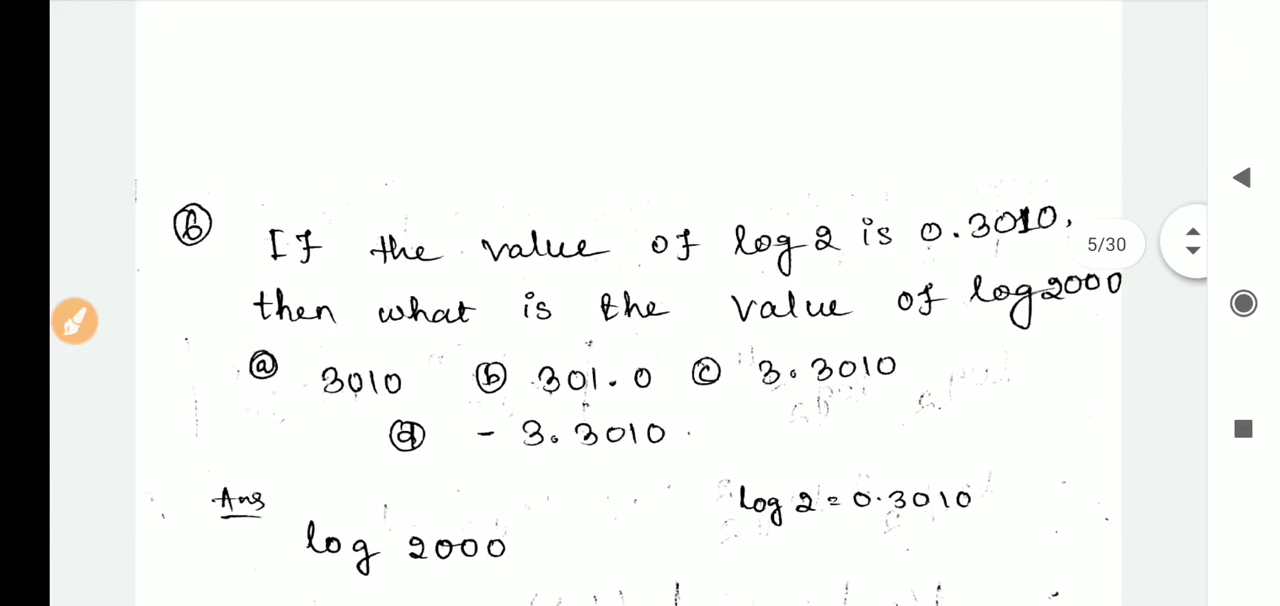 ⓑ If the value of log 2 is 0.3010,
5/30
then what is the value of log 2000
ⓐ 3010 ⓑ 301.0 ⓒ 3.3010
ⓓ - 3.3010
Ans log 2 = 0.3010
log 2000